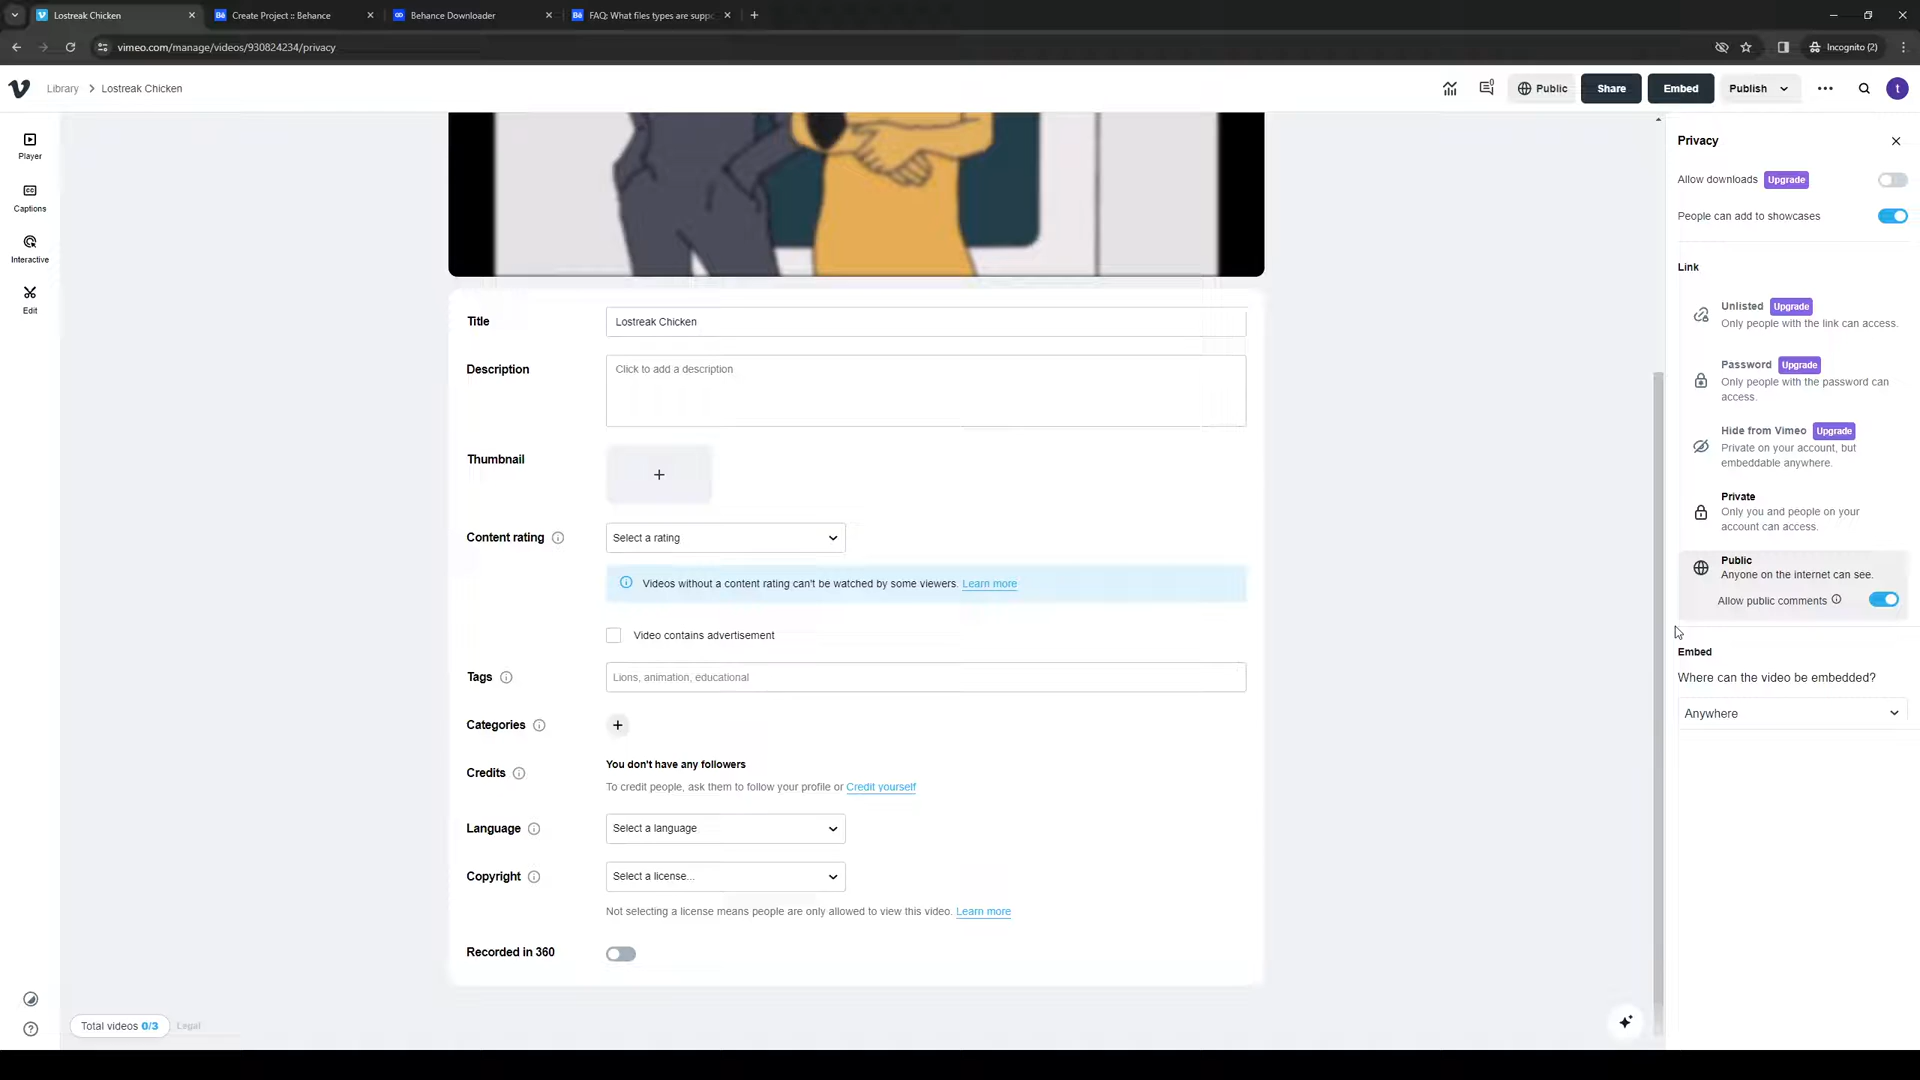 Lostreak Chicken
Create Project :: Behance
Behance Downloader
FAQ: What files types are supp
vimeo.com/manage/videos/930824234/privacy
Incognito (2)
Library > Lostreak Chicken
Public
Share
Embed
Publish
t
Player
Captions
Interactive
Edit
Title
Lostreak Chicken
Description
Click to add a description
Thumbnail
Content rating
Select a rating
Videos without a content rating can't be watched by some viewers. Learn more
Video contains advertisement
Tags
Lions, animation, educational
Categories
Credits
You don't have any followers
To credit people, ask them to follow your profile or Credit yourself
Language
Select a language
Copyright
Select a license...
Not selecting a license means people are only allowed to view this video. Learn more
Recorded in 360
Total videos 0/3
Legal
Privacy
Allow downloads Upgrade
People can add to showcases
Link
Unlisted Upgrade
Only people with the link can access.
Password Upgrade
Only people with the password can
access.
Hide from Vimeo Upgrade
Private on your account, but
embeddable anywhere.
Private
Only you and people on your
account can access.
Public
Anyone on the internet can see.
Allow public comments
Embed
Where can the video be embedded?
Anywhere